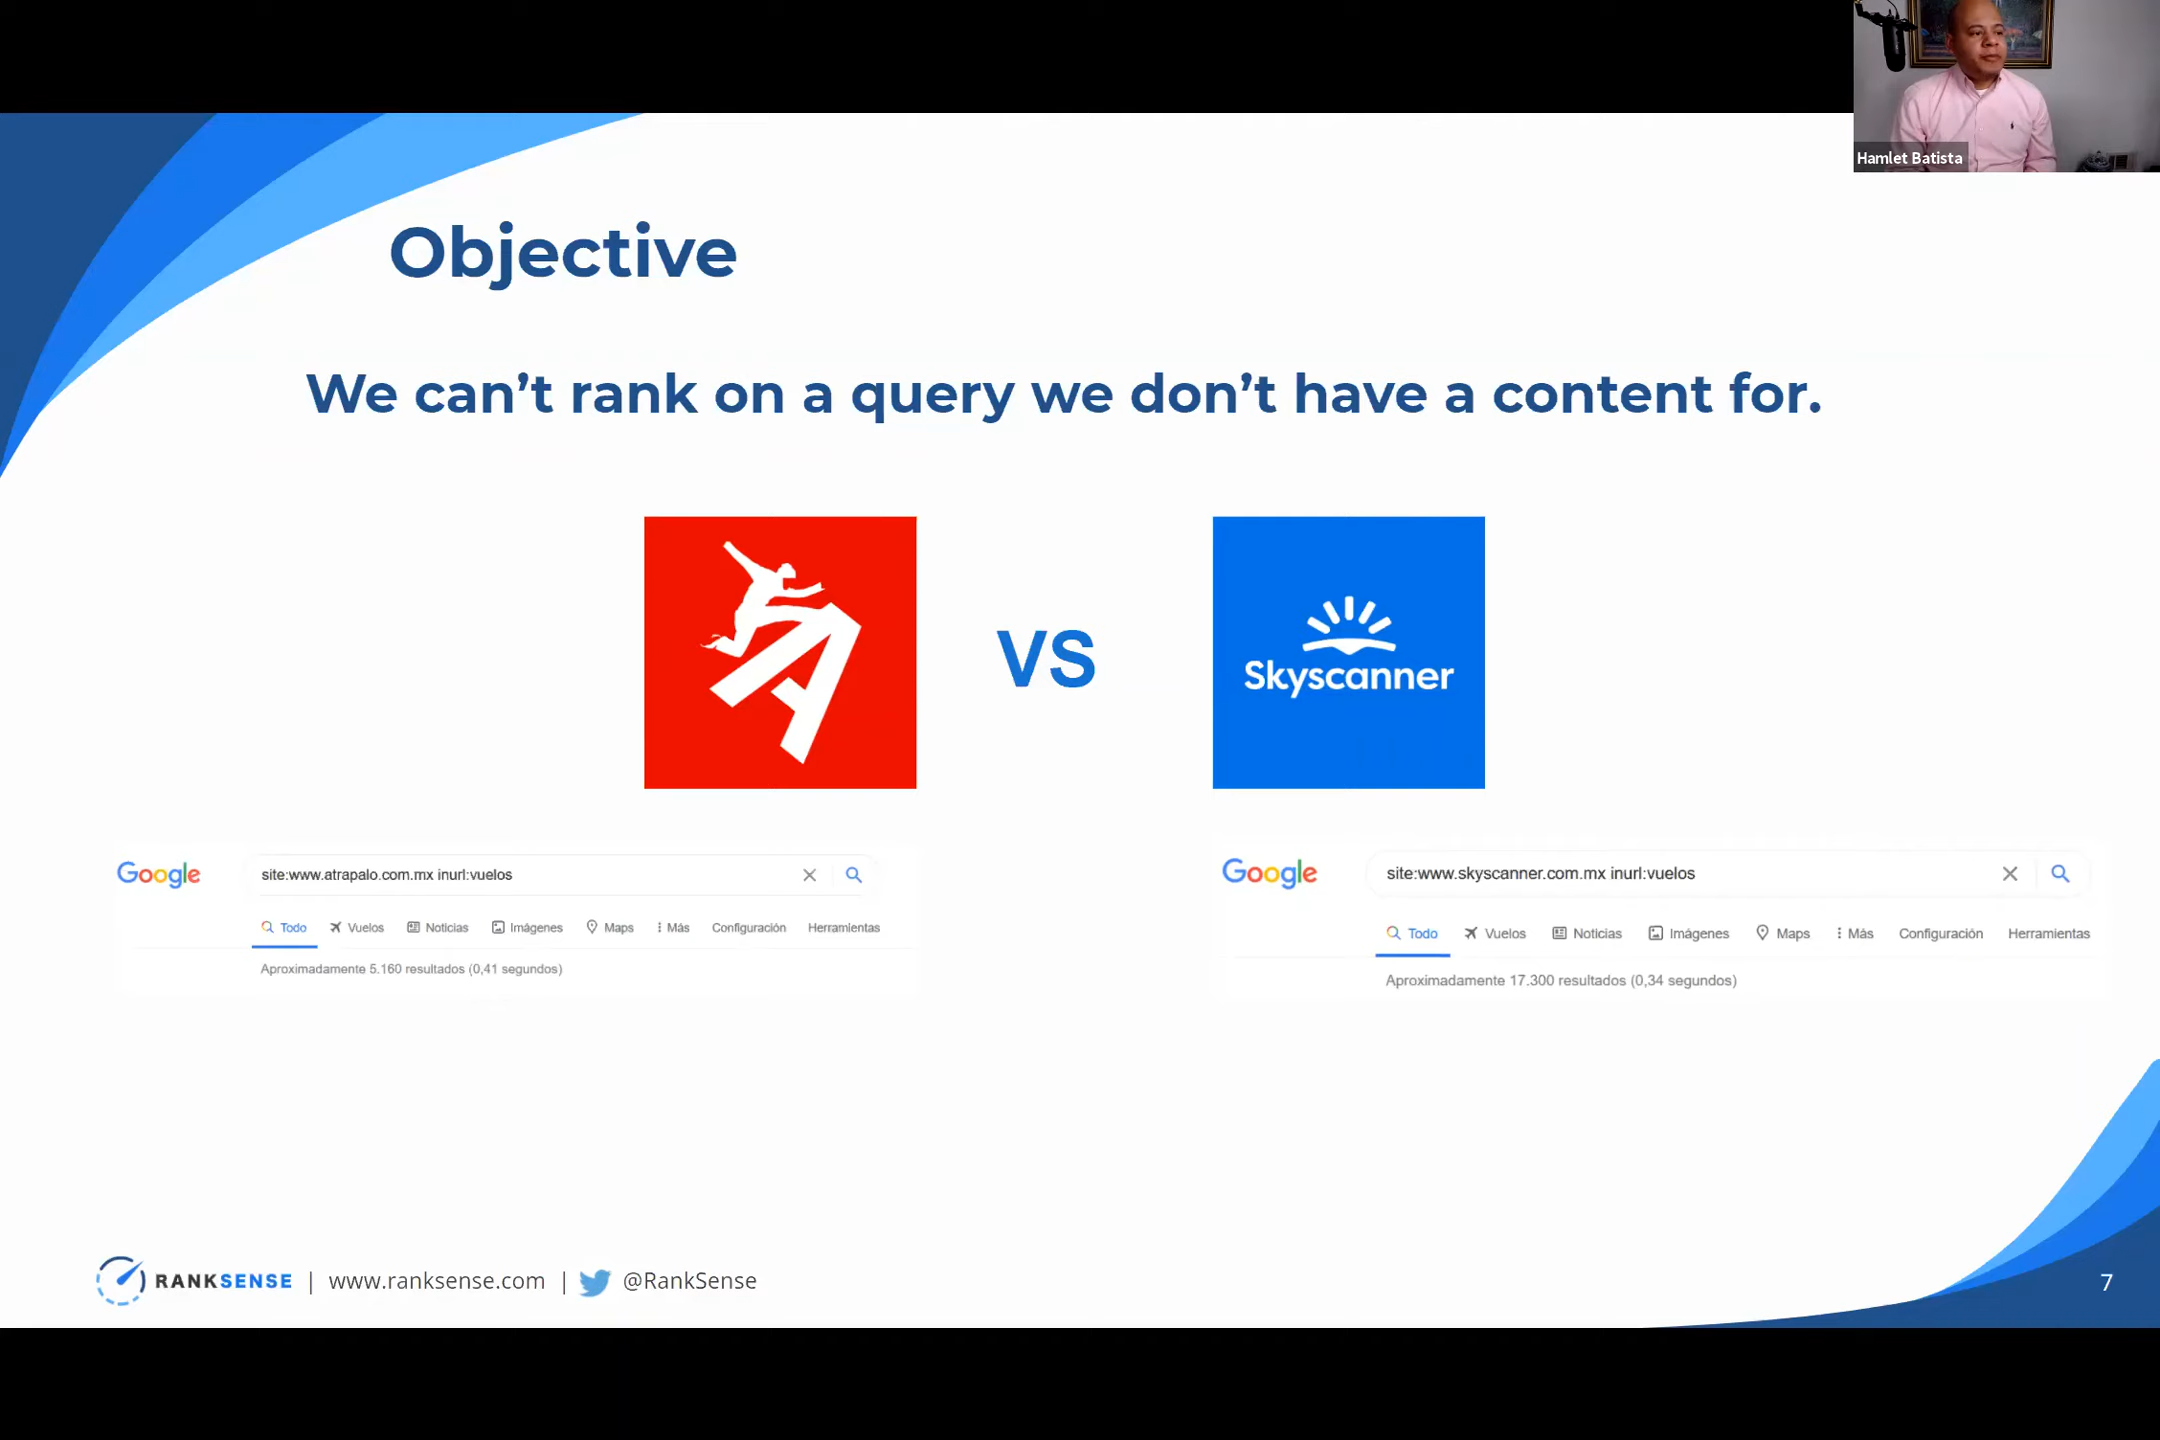 Hamlet Batista
Objective
We can’t rank on a query we don’t have a content for.
A
VS
Skyscanner
Google
site:www.atrapalo.com.mx inurl:vuelos
Todo Vuelos Noticias Imágenes Maps Más Configuración Herramientas
Aproximadamente 5.160 resultados (0,41 segundos)
Google
site:www.skyscanner.com.mx inurl:vuelos
Todo Vuelos Noticias Imágenes Maps Más Configuración Herramientas
Aproximadamente 17.300 resultados (0,34 segundos)
RANKSENSE | www.ranksense.com | @RankSense
7